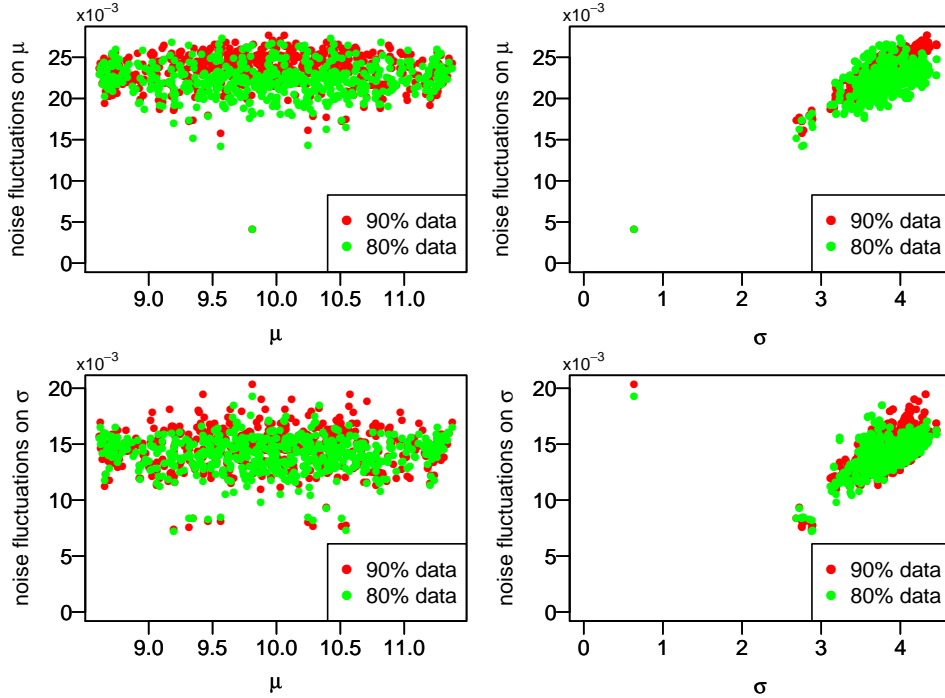 x10⁻³
noise fluctuations on μ
25
20
15
10
5
0
90% data
80% data
9.0 9.5 10.0 10.5 11.0
μ
x10⁻³
noise fluctuations on μ
25
20
15
10
5
0
90% data
80% data
0 1 2 3 4
σ
x10⁻³
noise fluctuations on σ
20
15
10
5
0
90% data
80% data
9.0 9.5 10.0 10.5 11.0
μ
x10⁻³
noise fluctuations on σ
20
15
10
5
0
90% data
80% data
0 1 2 3 4
σ